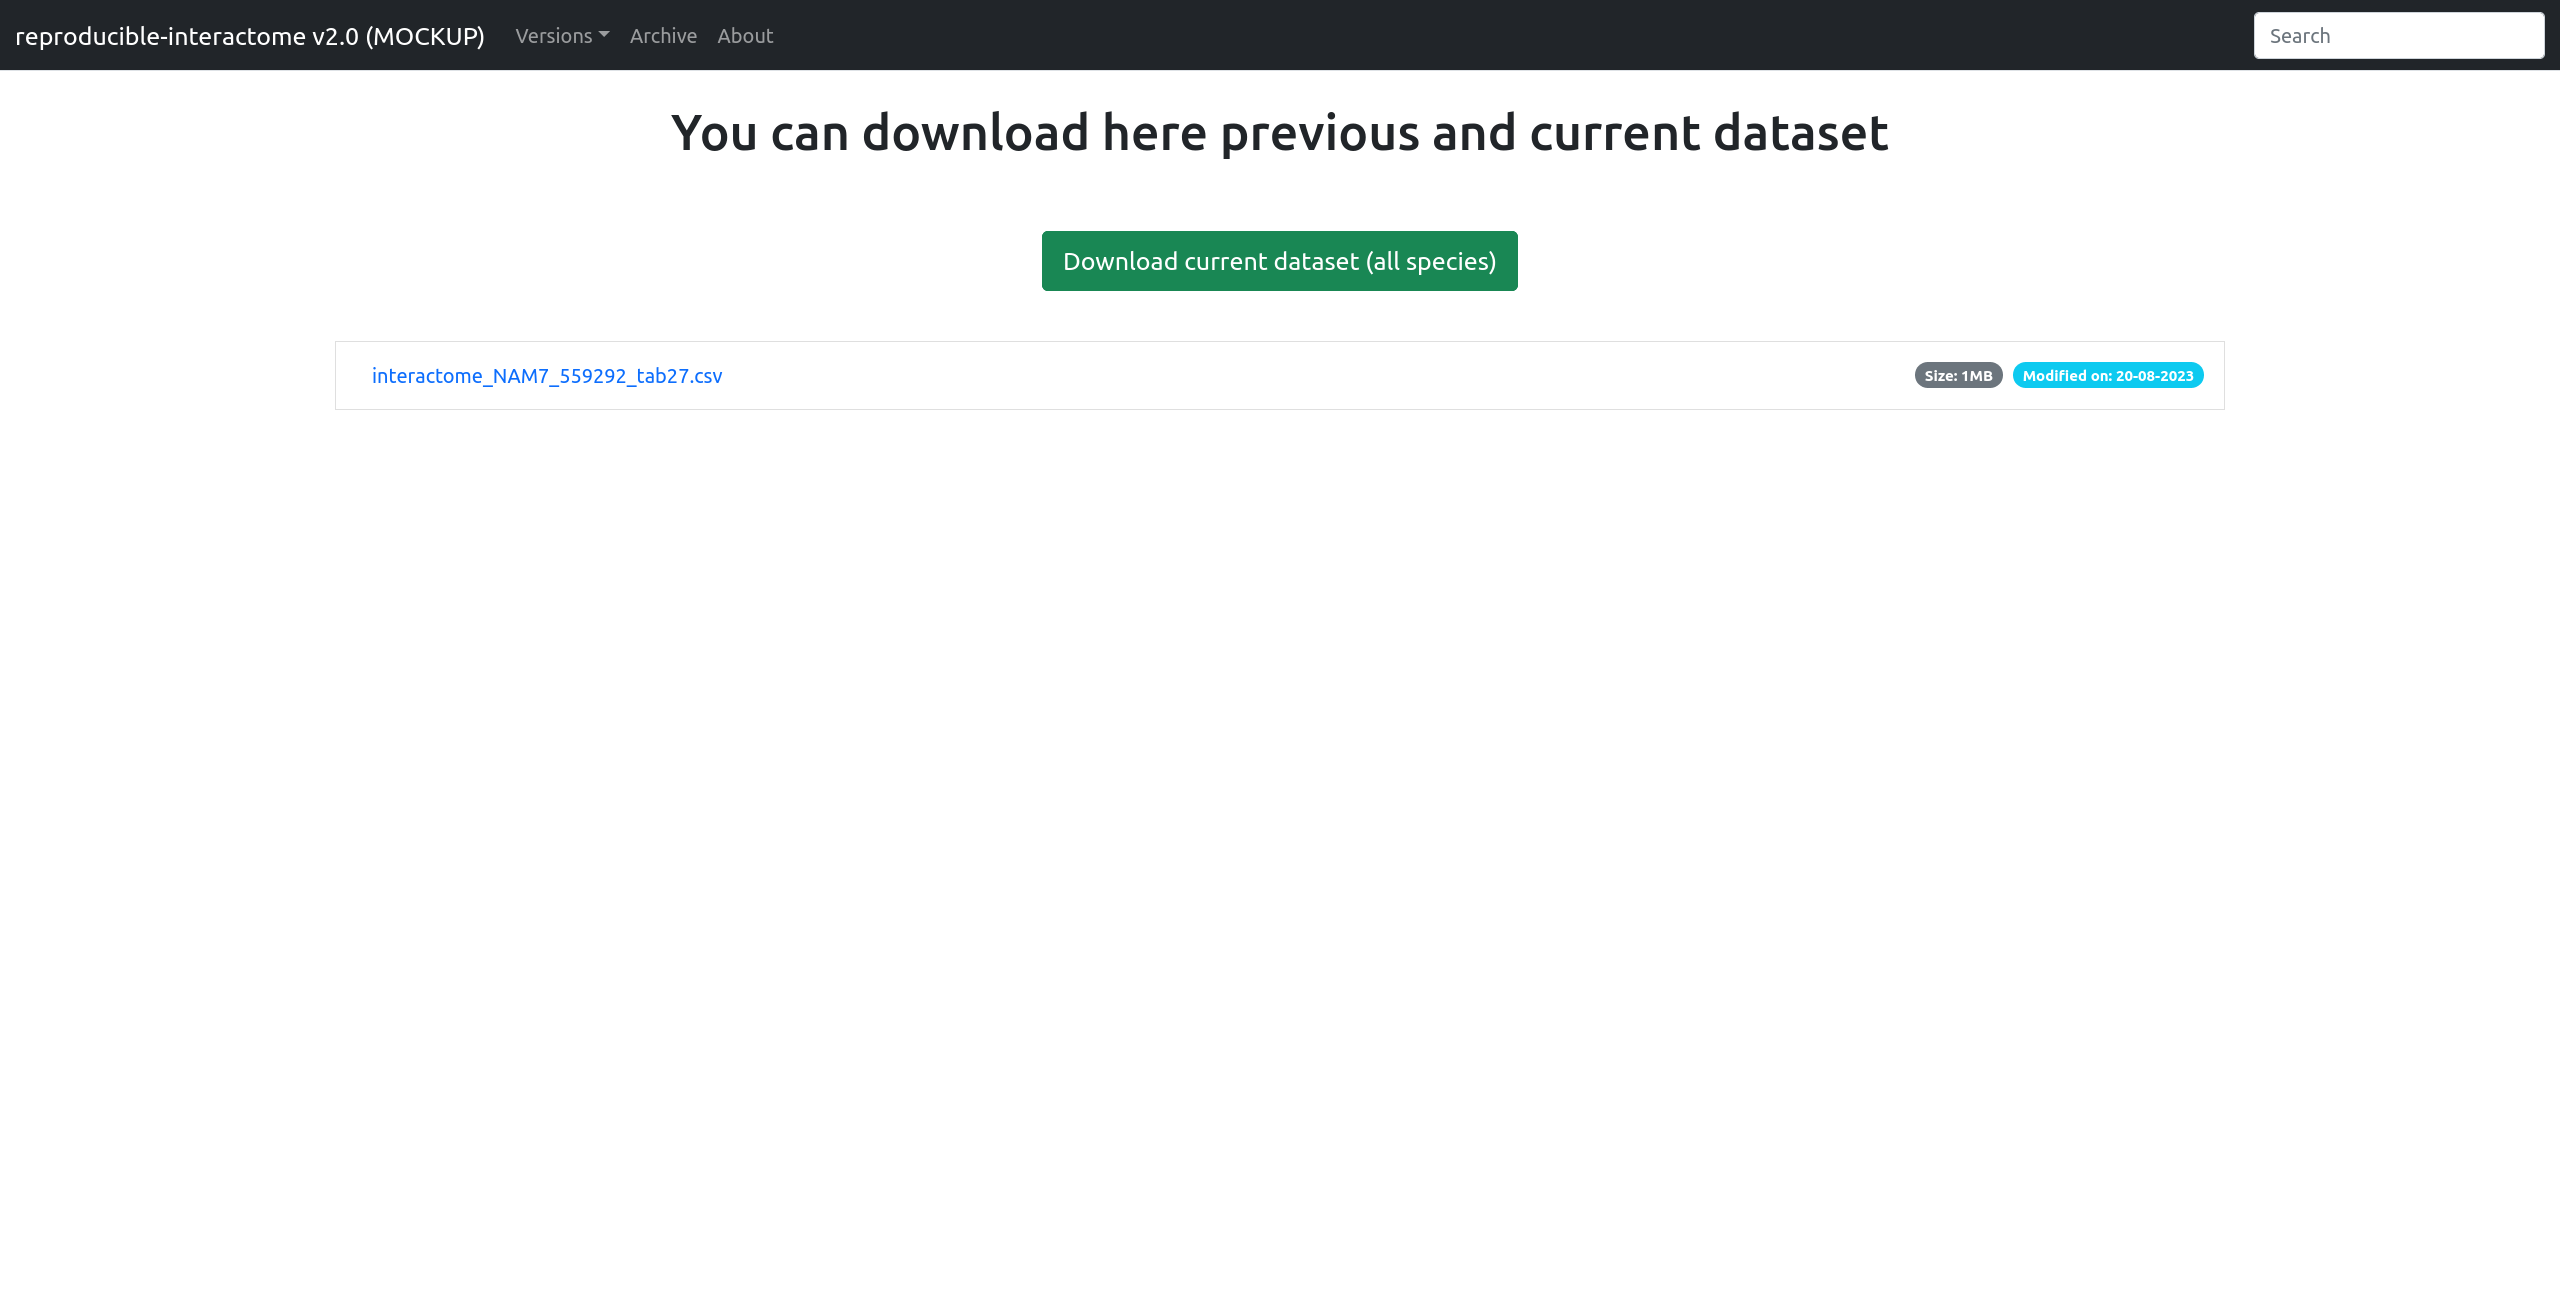 reproducible-interactome v2.0 (MOCKUP) Versions Archive About Search
You can download here previous and current dataset
Download current dataset (all species)
interactome_NAM7_559292_tab27.csv Size: 1MB Modified on: 20-08-2023